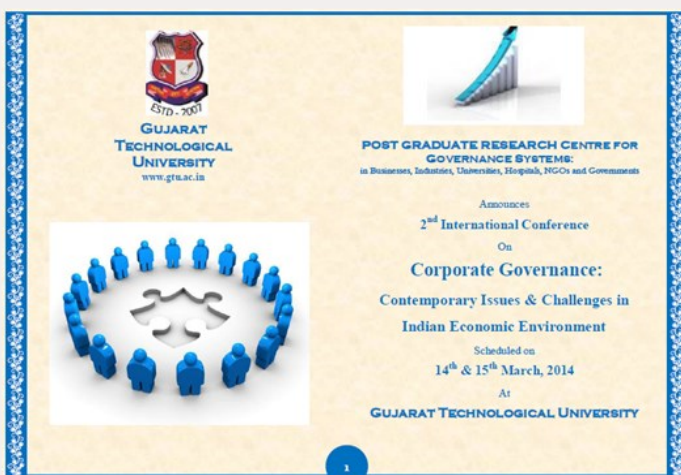 ESTD - 2007
GUJARAT
TECHNOLOGICAL
UNIVERSITY
www.gtu.ac.in
POST GRADUATE RESEARCH CENTRE FOR
GOVERNANCE SYSTEMS:
in Businesses, Industries, Universities, Hospitals, NGOs and Governments
Announces
2nd International Conference
On
Corporate Governance:
Contemporary Issues & Challenges in
Indian Economic Environment
Scheduled on
14th & 15th March, 2014
At
GUJARAT TECHNOLOGICAL UNIVERSITY
1